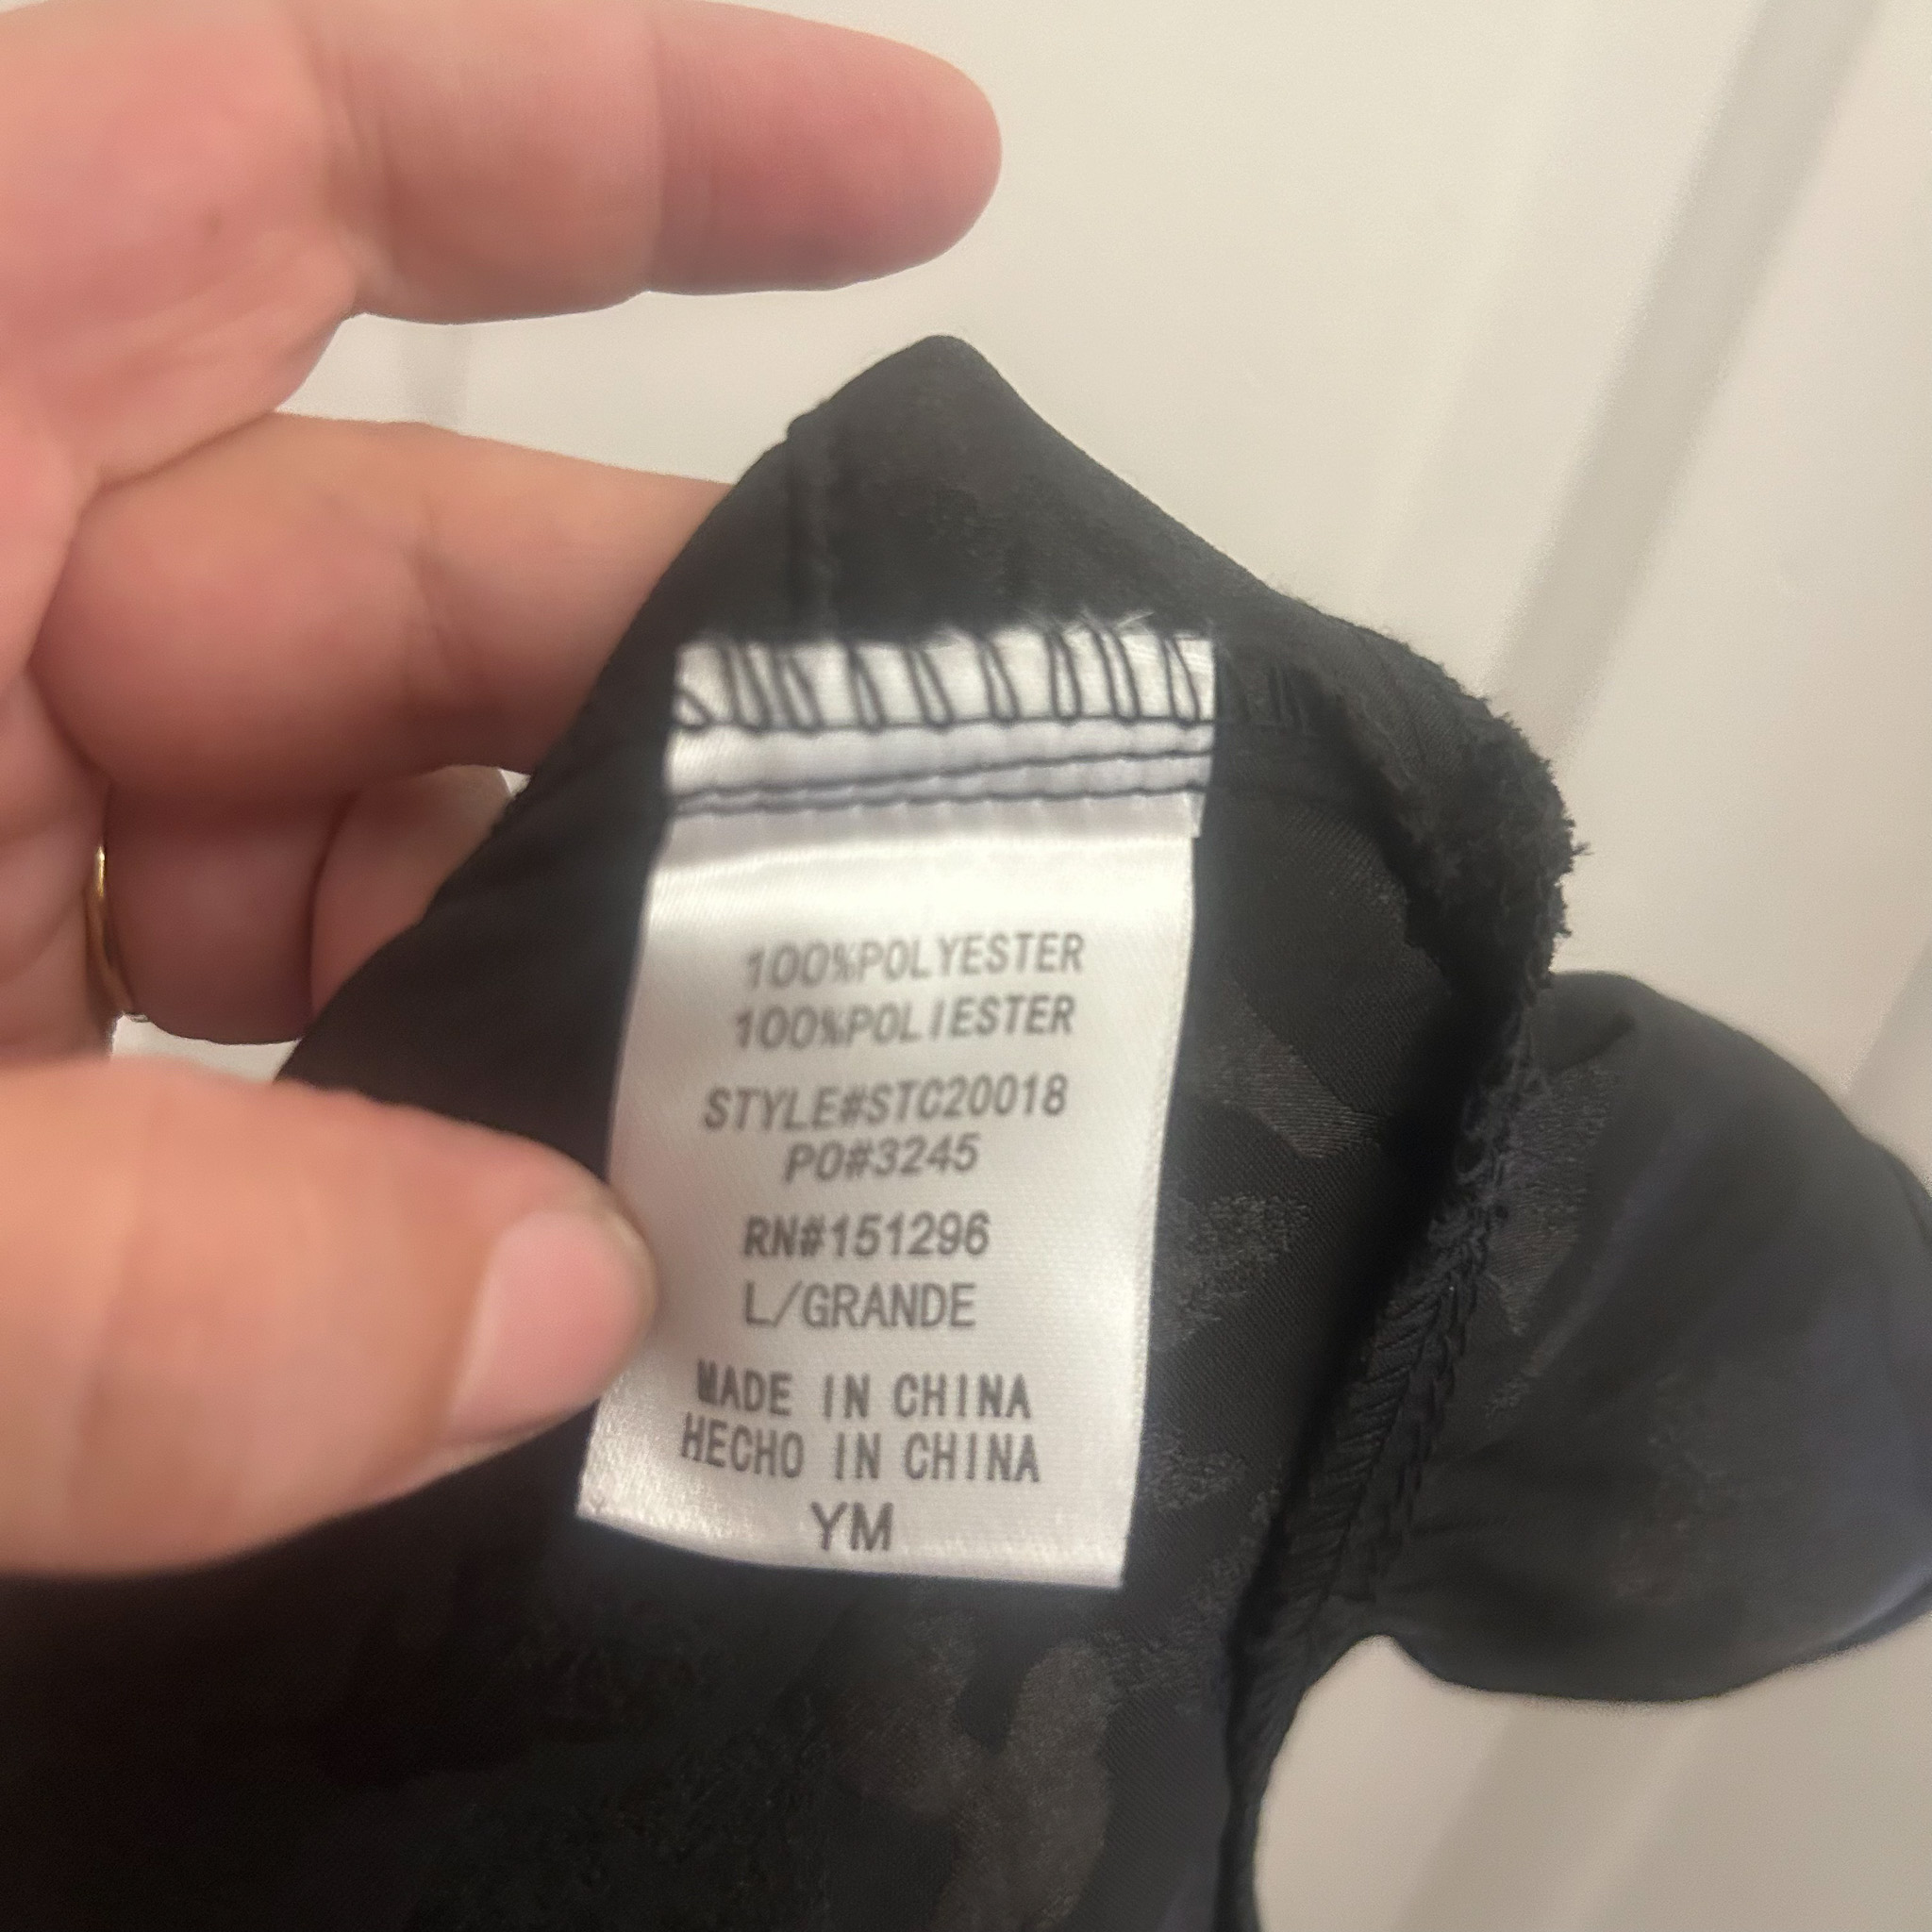 100%POLYESTER
100%POLIESTER
STYLE#STC20018
PO#3245
RN#151296
L/GRANDE
MADE IN CHINA
HECHO IN CHINA
YM